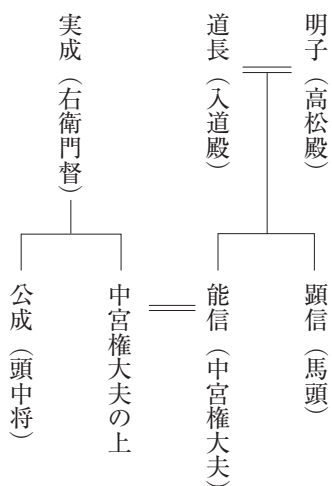 明子（高松殿）
道長（入道殿）
実成（右衛門督）
顕信（馬頭）
能信（中宮権大夫）
中宮権大夫の上
公成（頭中将）